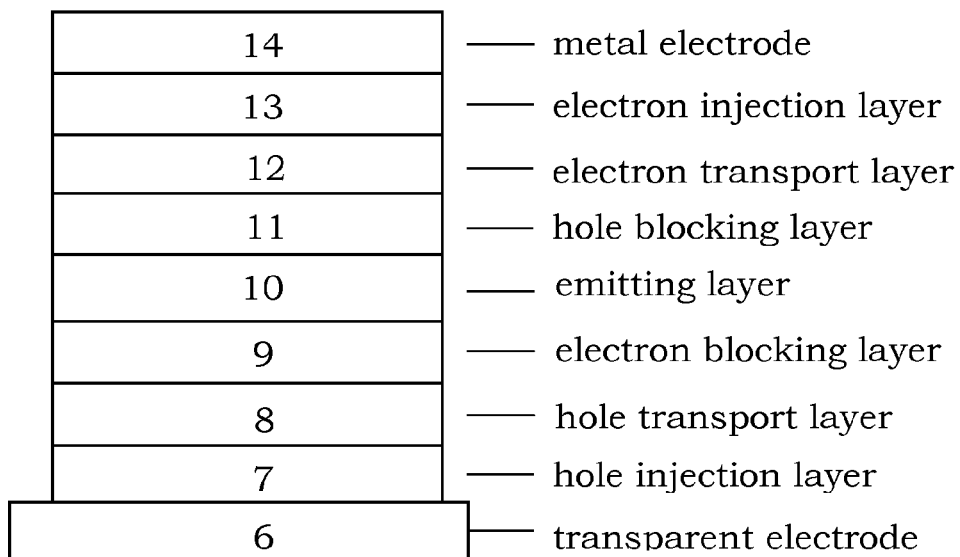 14 metal electrode
13 electron injection layer
12 electron transport layer
11 hole blocking layer
10 emitting layer
9 electron blocking layer
8 hole transport layer
7 hole injection layer
6 transparent electrode